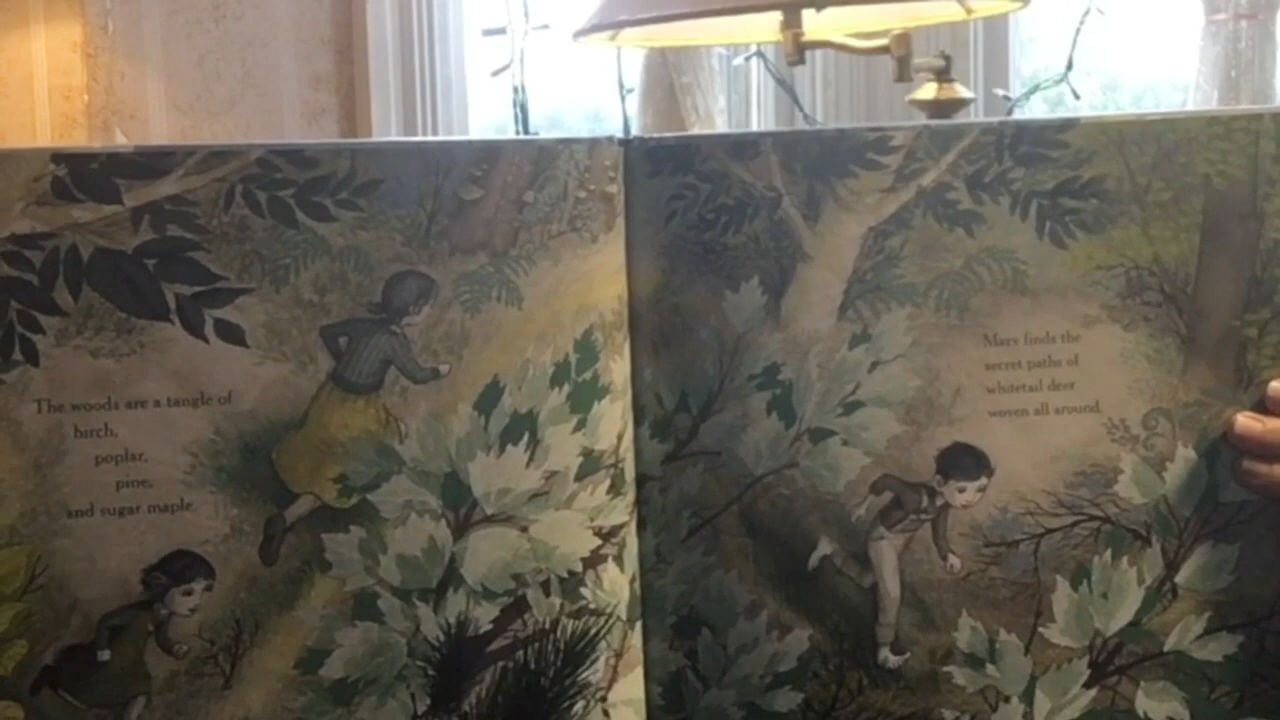 The woods are a tangle of
birch,
poplar,
pine,
and sugar maple.
Mary finds the
secret paths of
whitetail deer
woven all around.